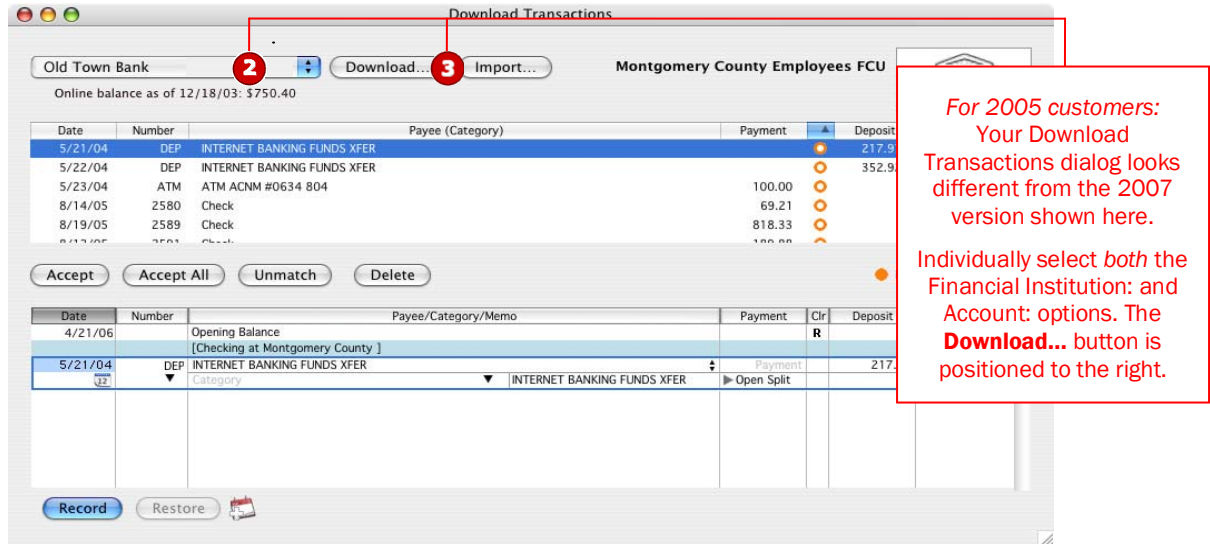 Download Transactions
Old Town Bank
2
Download...
3
Import...
Montgomery County Employees FCU
Online balance as of 12/18/03: $750.40
Date Number Payee (Category) Payment Deposit
5/21/04 DEP INTERNET BANKING FUNDS XFER
5/22/04 DEP INTERNET BANKING FUNDS XFER
5/23/04 ATM ATM ACNM #0634 804 100.00
8/14/05 2580 Check 69.21
8/19/05 2589 Check 818.33
Accept Accept All Unmatch Delete
Date Number Payee/Category/Memo Payment Clr Deposit
4/21/06 Opening Balance R
[Checking at Montgomery County ]
5/21/04 DEP INTERNET BANKING FUNDS XFER Payment 217.
12 Category INTERNET BANKING FUNDS XFER Open Split
Record Restore
For 2005 customers:
Your Download
Transactions dialog looks
different from the 2007
version shown here.
Individually select both the
Financial Institution: and
Account: options. The
Download... button is
positioned to the right.